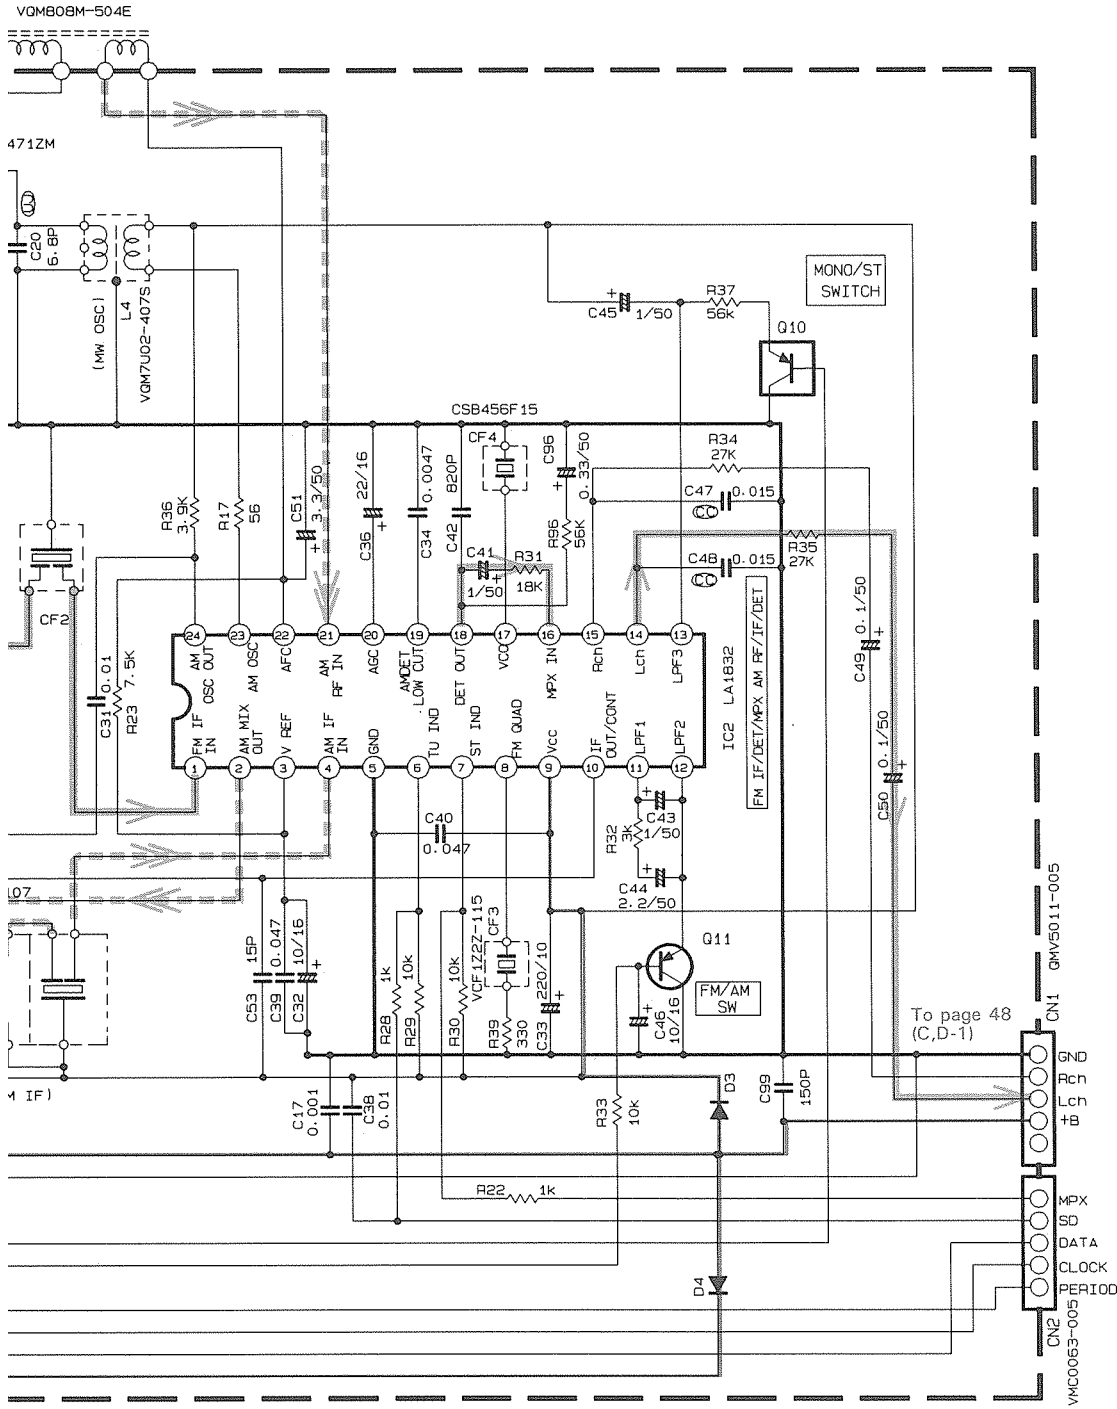 VQM808M-504E
471ZM
C20
6.8P
(MW OSC)
L4
VQM7U02-407S
MONO/ST
SWITCH
C45
+
1/50
R37
56K
Q10
CSB456F15
CF4
R36
3.9K
R17
56
C51
3.3/50
+
C36
22/16
+
C34
0.0047
C42
820P
C96
0.33/50
+
R96
56K
R34
27K
C47
0.015
C48
0.015
R35
27K
C41
1/50
+
R31
18K
CF2
C31
0.01
R23
7.5K
24
23
22
21
20
19
18
17
16
15
14
13
AM
OSC OUT
AM OSC
AFC
AM
RF IN
AGC
AMDET
LOW CUT
DET OUT
VCO
MPX IN
Rch
Lch
LPF3
FM IF
IN
AM MIX
OUT
V REF
AM IF
IN
GND
TU IND
ST IND
FM QUAD
Vcc
IF
OUT/CONT
LPF1
LPF2
1
2
3
4
5
6
7
8
9
10
11
12
IC2 LA1832
FM IF/DET/MPX AM RF/IF/DET
C49
0.1/50
+
C50
0.1/50
+
C40
0.047
R32
3K
+
C43
1/50
C44
+
2.2/50
107
C53
15P
C39
0.047
C32
10/16
+
R28
1k
R29
10k
R30
10k
VCF1Z2Z-115
CF3
R39
330
C33
220/10
+
Q11
FM/AM
SW
C46
10/16
+
To page 48
(C,D-1)
CN1
QMV5011-005
GND
Rch
Lch
+B
M IF)
C17
0.001
C38
0.01
R33
10k
D3
C99
150P
R22
1k
MPX
SD
DATA
CLOCK
PERIOD
D4
CN2
VMC0063-005